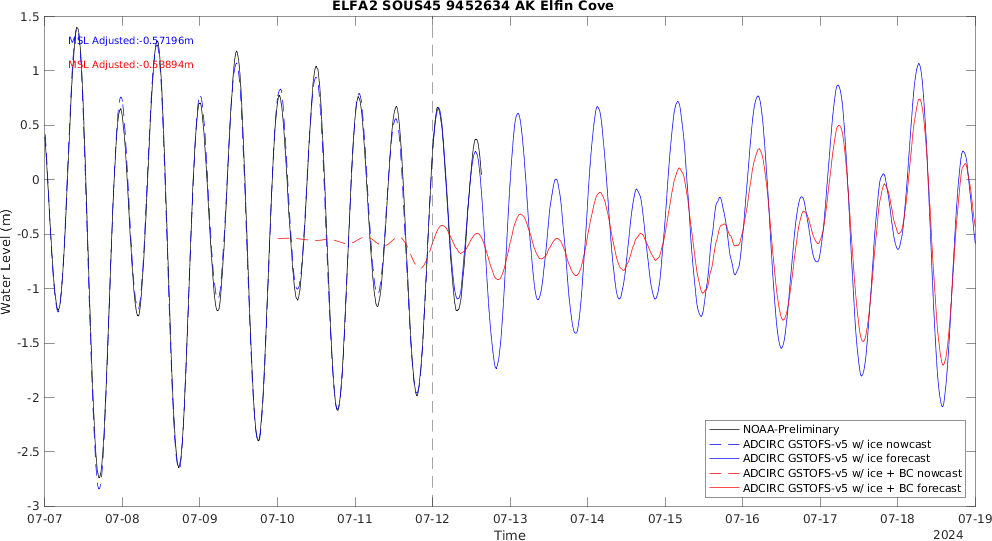 ELFA2 SOUS45 9452634 AK Elfin Cove
MSL Adjusted:-0.57196m
MSL Adjusted:-0.58894m
Water Level (m)
1.5
1
0.5
0
-0.5
-1
-1.5
-2
-2.5
-3
NOAA-Preliminary
ADCIRC GSTOFS-v5 w/ ice nowcast
ADCIRC GSTOFS-v5 w/ ice forecast
ADCIRC GSTOFS-v5 w/ ice + BC nowcast
ADCIRC GSTOFS-v5 w/ ice + BC forecast
07-07 07-08 07-09 07-10 07-11 07-12 07-13 07-14 07-15 07-16 07-17 07-18 07-19
Time
2024